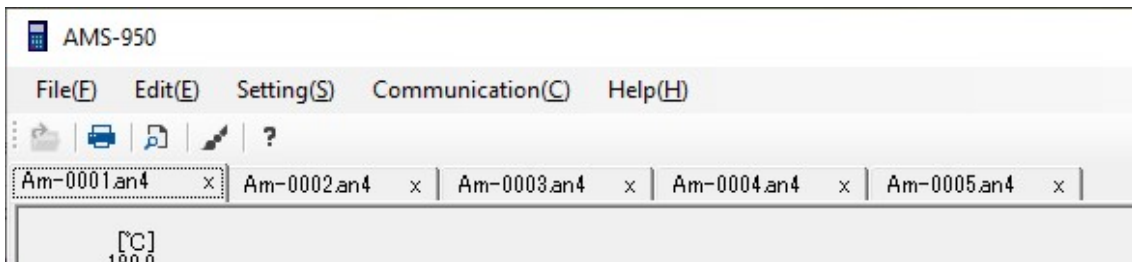 AMS-950
File(F) Edit(E) Setting(S) Communication(C) Help(H)
?
Am-0001.an4 x Am-0002.an4 x Am-0003.an4 x Am-0004.an4 x Am-0005.an4 x
[℃]